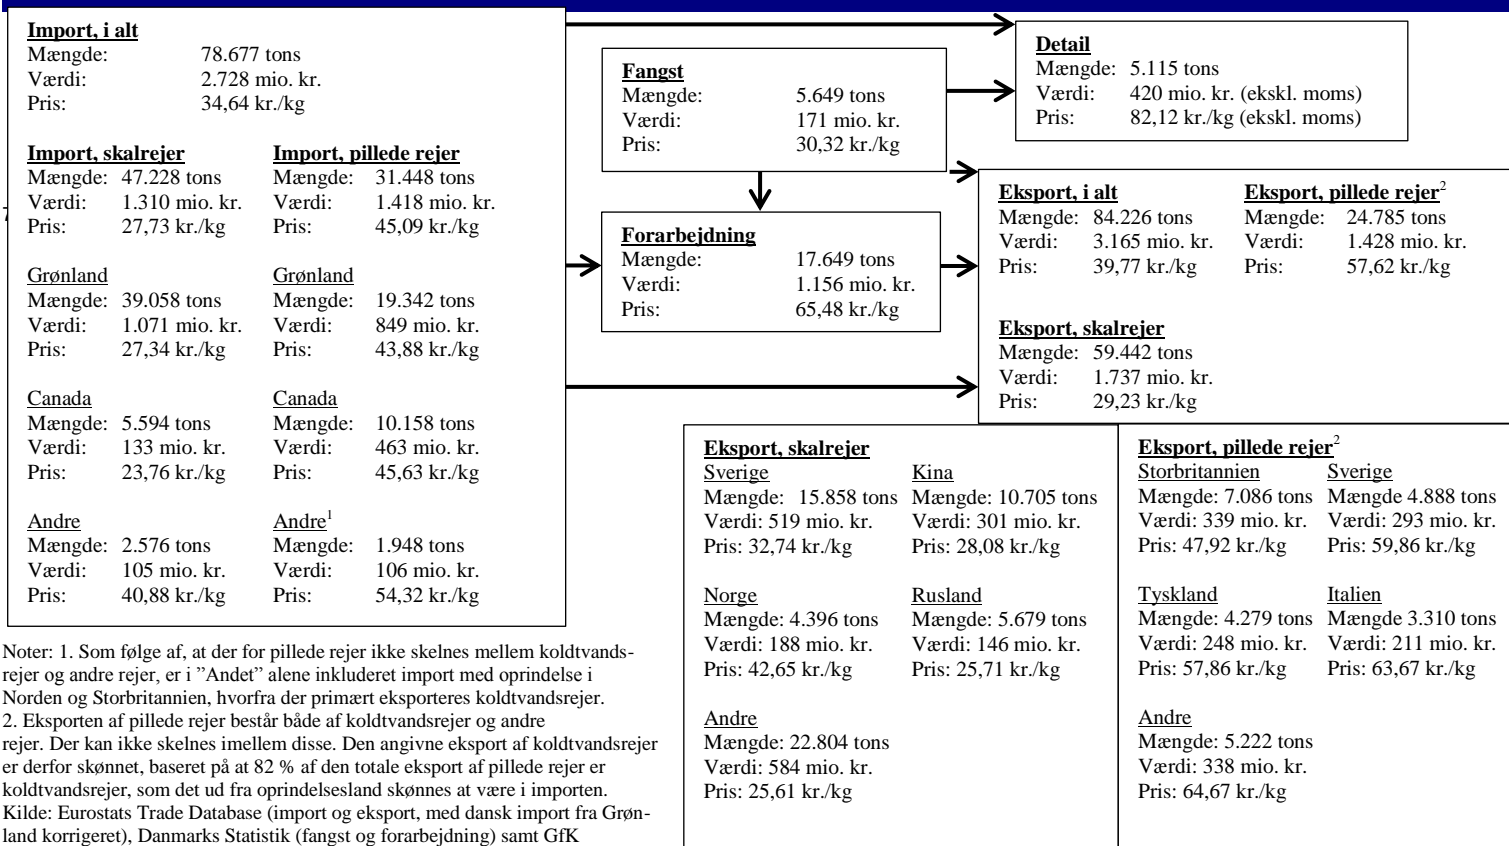 Import, i alt
Mængde: 78.677 tons
Værdi: 2.728 mio. kr.
Pris: 34,64 kr./kg
Import, skalrejer
Mængde: 47.228 tons
Værdi: 1.310 mio. kr.
Pris: 27,73 kr./kg
Grønland
Mængde: 39.058 tons
Værdi: 1.071 mio. kr.
Pris: 27,34 kr./kg
Canada
Mængde: 5.594 tons
Værdi: 133 mio. kr.
Pris: 23,76 kr./kg
Andre
Mængde: 2.576 tons
Værdi: 105 mio. kr.
Pris: 40,88 kr./kg
Import, pillede rejer
Mængde: 31.448 tons
Værdi: 1.418 mio. kr.
Pris: 45,09 kr./kg
Grønland
Mængde: 19.342 tons
Værdi: 849 mio. kr.
Pris: 43,88 kr./kg
Canada
Mængde: 10.158 tons
Værdi: 463 mio. kr.
Pris: 45,63 kr./kg
Andre1
Mængde: 1.948 tons
Værdi: 106 mio. kr.
Pris: 54,32 kr./kg
Fangst
Mængde: 5.649 tons
Værdi: 171 mio. kr.
Pris: 30,32 kr./kg
Forarbejdning
Mængde: 17.649 tons
Værdi: 1.156 mio. kr.
Pris: 65,48 kr./kg
Detail
Mængde: 5.115 tons
Værdi: 420 mio. kr. (ekskl. moms)
Pris: 82,12 kr./kg (ekskl. moms)
Eksport, i alt
Mængde: 84.226 tons
Værdi: 3.165 mio. kr.
Pris: 39,77 kr./kg
Eksport, pillede rejer2
Mængde: 24.785 tons
Værdi: 1.428 mio. kr.
Pris: 57,62 kr./kg
Eksport, skalrejer
Mængde: 59.442 tons
Værdi: 1.737 mio. kr.
Pris: 29,23 kr./kg
Eksport, skalrejer
Sverige
Mængde: 15.858 tons
Værdi: 519 mio. kr.
Pris: 32,74 kr./kg
Kina
Mængde: 10.705 tons
Værdi: 301 mio. kr.
Pris: 28,08 kr./kg
Norge
Mængde: 4.396 tons
Værdi: 188 mio. kr.
Pris: 42,65 kr./kg
Rusland
Mængde: 5.679 tons
Værdi: 146 mio. kr.
Pris: 25,71 kr./kg
Andre
Mængde: 22.804 tons
Værdi: 584 mio. kr.
Pris: 25,61 kr./kg
Eksport, pillede rejer2
Storbritannien
Mængde: 7.086 tons
Værdi: 339 mio. kr.
Pris: 47,92 kr./kg
Sverige
Mængde 4.888 tons
Værdi: 293 mio. kr.
Pris: 59,86 kr./kg
Tyskland
Mængde: 4.279 tons
Værdi: 248 mio. kr.
Pris: 57,86 kr./kg
Italien
Mængde 3.310 tons
Værdi: 211 mio. kr.
Pris: 63,67 kr./kg
Andre
Mængde: 5.222 tons
Værdi: 338 mio. kr.
Pris: 64,67 kr./kg
Noter: 1. Som følge af, at der for pillede rejer ikke skelnes mellem koldtvands-
rejer og andre rejer, er i ”Andet” alene inkluderet import med oprindelse i
Norden og Storbritannien, hvorfra der primært eksporteres koldtvandsrejer.
2. Eksporten af pillede rejer består både af koldtvandsrejer og andre
rejer. Der kan ikke skelnes imellem disse. Den angivne eksport af koldtvandsrejer
er derfor skønnet, baseret på at 82 % af den totale eksport af pillede rejer er
koldtvandsrejer, som det ud fra oprindelsesland skønnes at være i importen.
Kilde: Eurostats Trade Database (import og eksport, med dansk import fra Grøn-
land korrigeret), Danmarks Statistik (fangst og forarbejdning) samt GfK